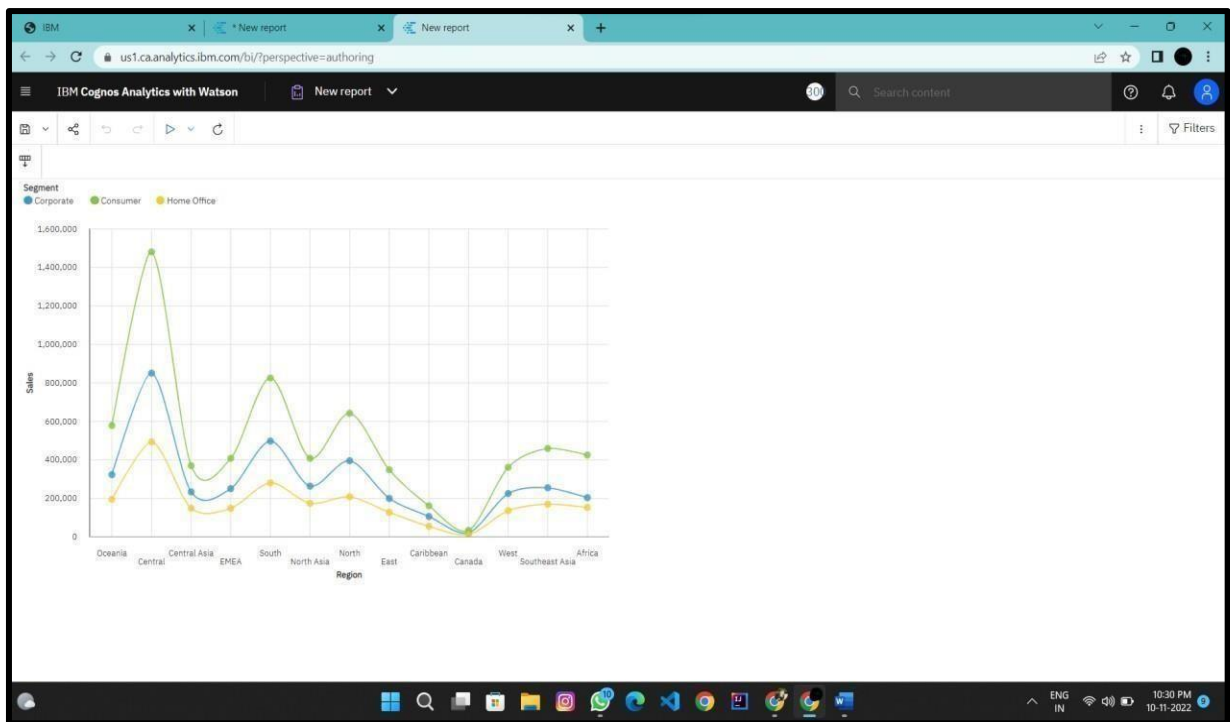 IBM
* New report
New report
us1.ca.analytics.ibm.com/bi/?perspective=authoring
IBM Cognos Analytics with Watson
New report
30
Search content
Filters
Segment
Corporate Consumer Home Office
1,600,000
1,400,000
1,200,000
1,000,000
800,000
600,000
400,000
200,000
0
Sales
Oceania Central Asia South North Caribbean West Africa
Central EMEA North Asia East Canada Southeast Asia
Region
10
ENG
IN
10:30 PM
10-11-2022
9